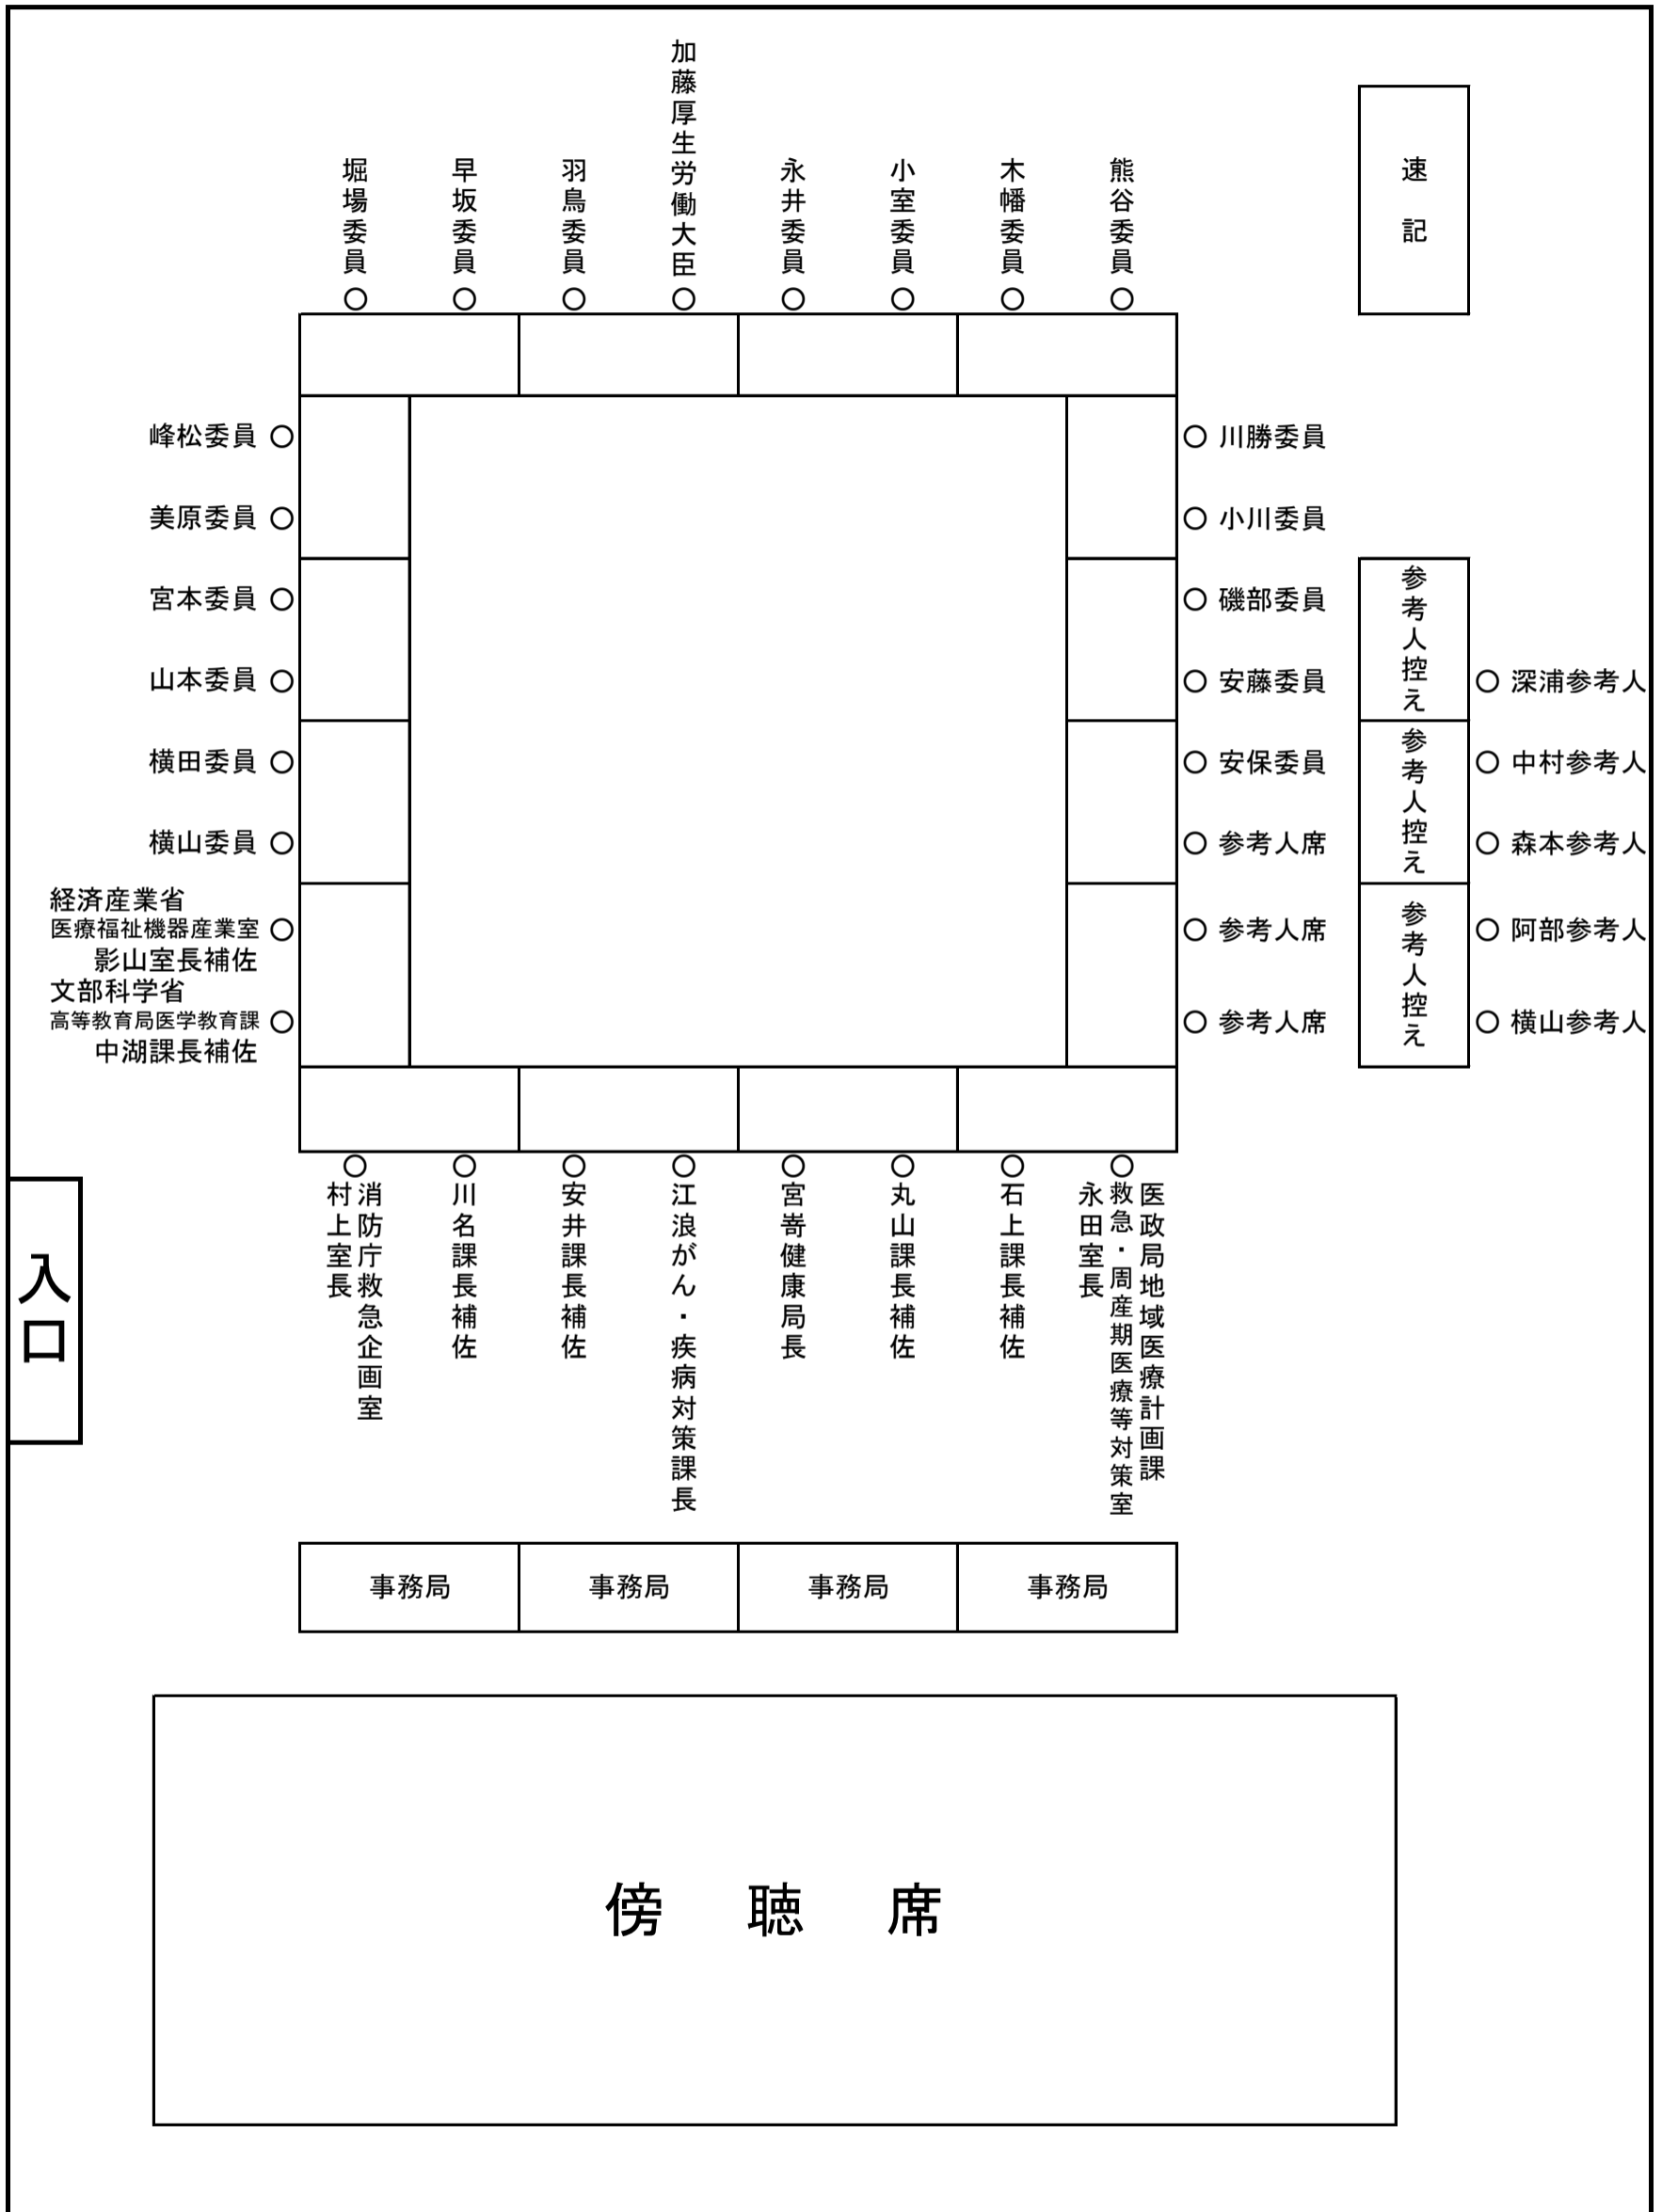 堀場委員
早坂委員
羽鳥委員
加藤厚生労働大臣
永井委員
小室委員
木幡委員
熊谷委員
速記
峰松委員
美原委員
宮本委員
山本委員
横田委員
横山委員
経済産業省
医療福祉機器産業室
影山室長補佐
文部科学省
高等教育局医学教育課
中湖課長補佐
川勝委員
小川委員
磯部委員
安藤委員
安保委員
参考人席
参考人席
参考人席
参考人控え
参考人控え
参考人控え
深浦参考人
中村参考人
森本参考人
阿部参考人
横山参考人
入口
消防庁救急企画室
村上室長
川名課長補佐
安井課長補佐
江浪がん・疾病対策課長
宮嵜健康局長
丸山課長補佐
石上課長補佐
医政局地域医療計画課
救急・周産期医療等対策室
永田室長
事務局
事務局
事務局
事務局
傍聴席